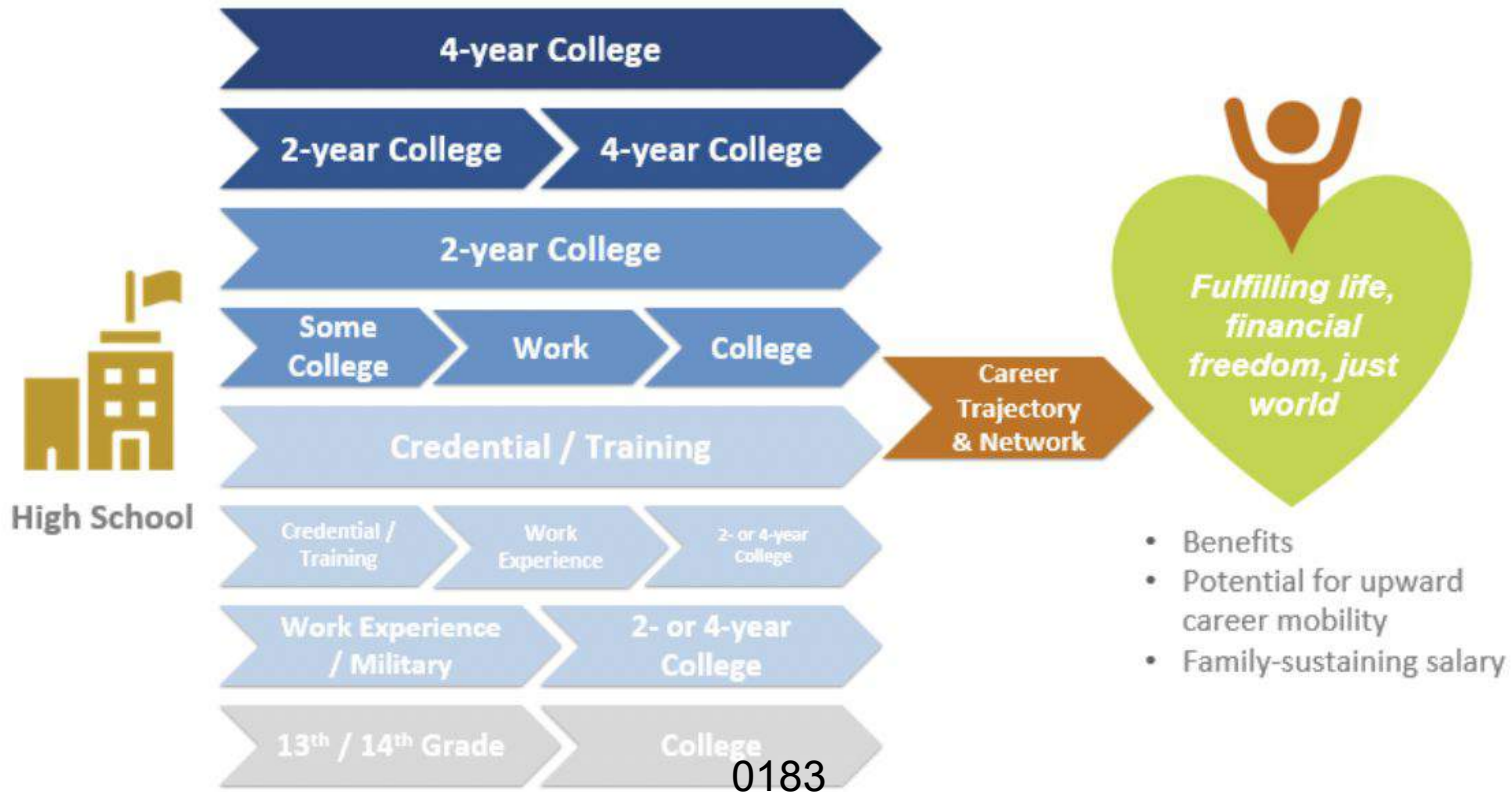 4-year College
2-year College
4-year College
2-year College
Some
College
Work
College
Credential / Training
Credential /
Training
Work
Experience
2- or 4-year
College
Work Experience
/ Military
2- or 4-year
College
13th / 14th Grade
College
High School
Career
Trajectory
& Network
Fulfilling life,
financial
freedom, just
world
• Benefits
• Potential for upward
career mobility
• Family-sustaining salary
0183